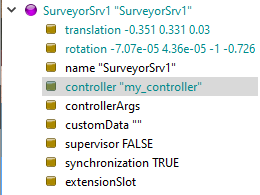 SurveyorSrv1 "SurveyorSrv1"
translation -0.351 0.331 0.03
rotation -7.07e-05 4.36e-05 -1 -0.726
name "SurveyorSrv1"
controller "my_controller"
controllerArgs
customData ""
supervisor FALSE
synchronization TRUE
extensionSlot